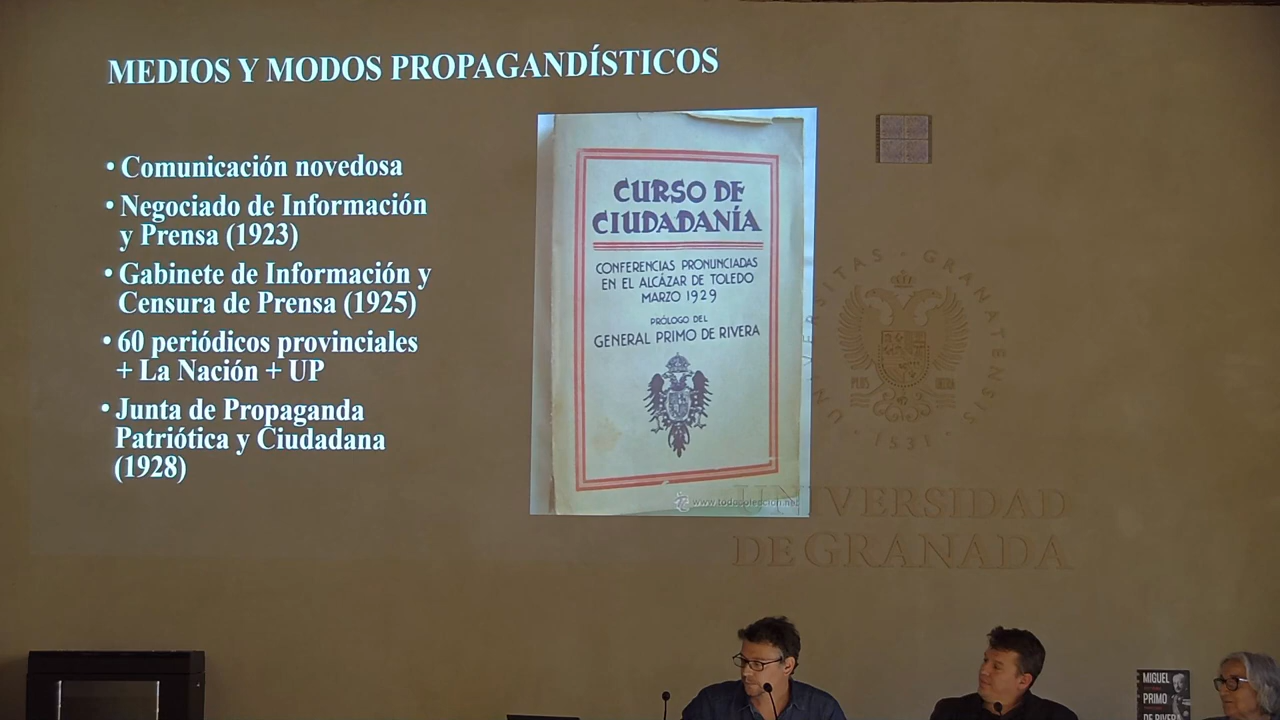 MEDIOS Y MODOS PROPAGANDÍSTICOS
• Comunicación novedosa
• Negociado de Información
y Prensa (1923)
• Gabinete de Información y
Censura de Prensa (1925)
• 60 periódicos provinciales
+ La Nación + UP
• Junta de Propaganda
Patriótica y Ciudadana
(1928)
CURSO DE
CIUDADANÍA
CONFERENCIAS PRONUNCIADAS
EN EL ALCÁZAR DE TOLEDO
MARZO 1929
PRÓLOGO DEL
GENERAL PRIMO DE RIVERA
www.todocoleccion.net
UNIVERSITAS · GRANATENSIS
· 1531 ·
PLUS
UNIVERSIDAD
DE GRANADA
MIGUEL
PRIMO
DE RIVERA